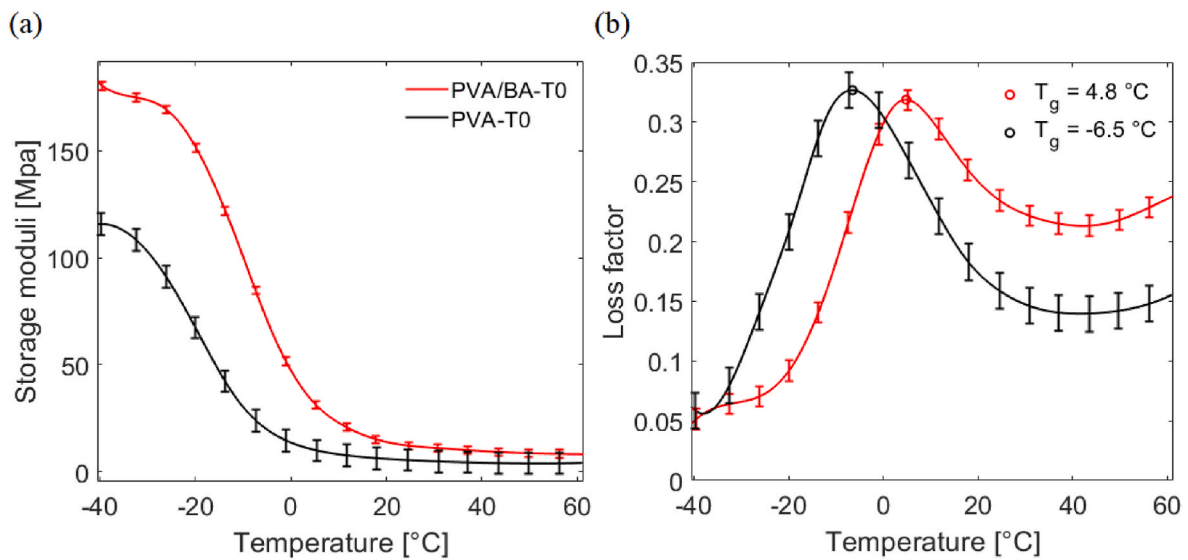 (a)
Storage moduli [Mpa]
150
100
50
0
-40
-20
0
20
40
60
Temperature [°C]
PVA/BA-T0
PVA-T0
(b)
Loss factor
0.35
0.3
0.25
0.2
0.15
0.1
0.05
0
-40
-20
0
20
40
60
Temperature [°C]
Tg = 4.8 °C
Tg = -6.5 °C